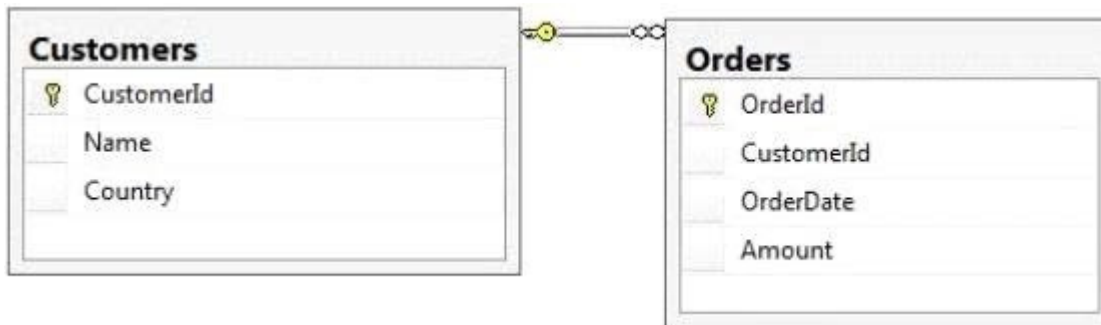 Customers
CustomerId
Name
Country
Orders
OrderId
CustomerId
OrderDate
Amount